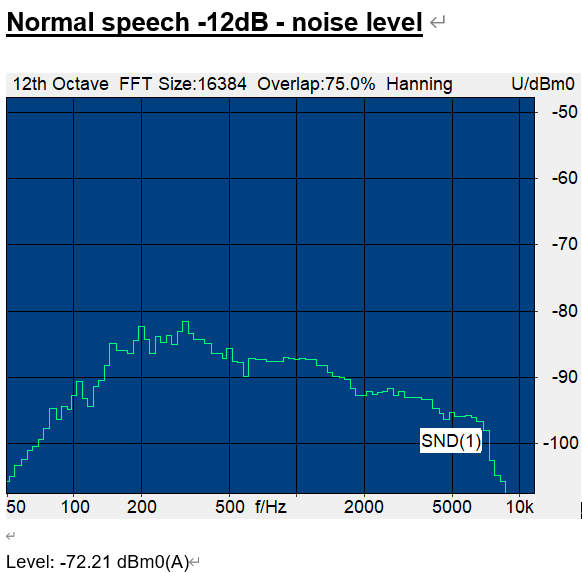 Normal speech -12dB - noise level
12th Octave FFT Size:16384 Overlap:75.0% Hanning U/dBm0
-50
-60
-70
-80
-90
-100
SND(1)
50 100 200 500 f/Hz 2000 5000 10k
Level: -72.21 dBm0(A)